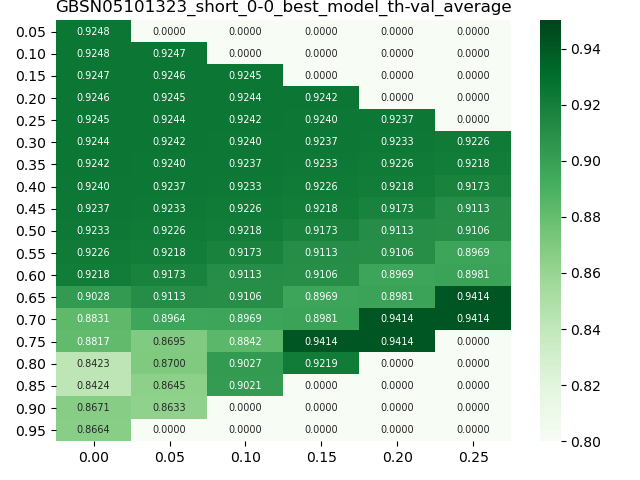 GBSN05101323_short_0-0_best_model_th-val_average
0.05 0.9248 0.0000 0.0000 0.0000 0.0000 0.0000
0.10 0.9248 0.9247 0.0000 0.0000 0.0000 0.0000
0.15 0.9247 0.9246 0.9245 0.0000 0.0000 0.0000
0.20 0.9246 0.9245 0.9244 0.9242 0.0000 0.0000
0.25 0.9245 0.9244 0.9242 0.9240 0.9237 0.0000
0.30 0.9244 0.9242 0.9240 0.9237 0.9233 0.9226
0.35 0.9242 0.9240 0.9237 0.9233 0.9226 0.9218
0.40 0.9240 0.9237 0.9233 0.9226 0.9218 0.9173
0.45 0.9237 0.9233 0.9226 0.9218 0.9173 0.9113
0.50 0.9233 0.9226 0.9218 0.9173 0.9113 0.9106
0.55 0.9226 0.9218 0.9173 0.9113 0.9106 0.8969
0.60 0.9218 0.9173 0.9113 0.9106 0.8969 0.8981
0.65 0.9028 0.9113 0.9106 0.8969 0.8981 0.9414
0.70 0.8831 0.8964 0.8969 0.8981 0.9414 0.9414
0.75 0.8817 0.8695 0.8842 0.9414 0.9414 0.0000
0.80 0.8423 0.8700 0.9027 0.9219 0.0000 0.0000
0.85 0.8424 0.8645 0.9021 0.0000 0.0000 0.0000
0.90 0.8671 0.8633 0.0000 0.0000 0.0000 0.0000
0.95 0.8664 0.0000 0.0000 0.0000 0.0000 0.0000
0.00 0.05 0.10 0.15 0.20 0.25
0.94
0.92
0.90
0.88
0.86
0.84
0.82
0.80